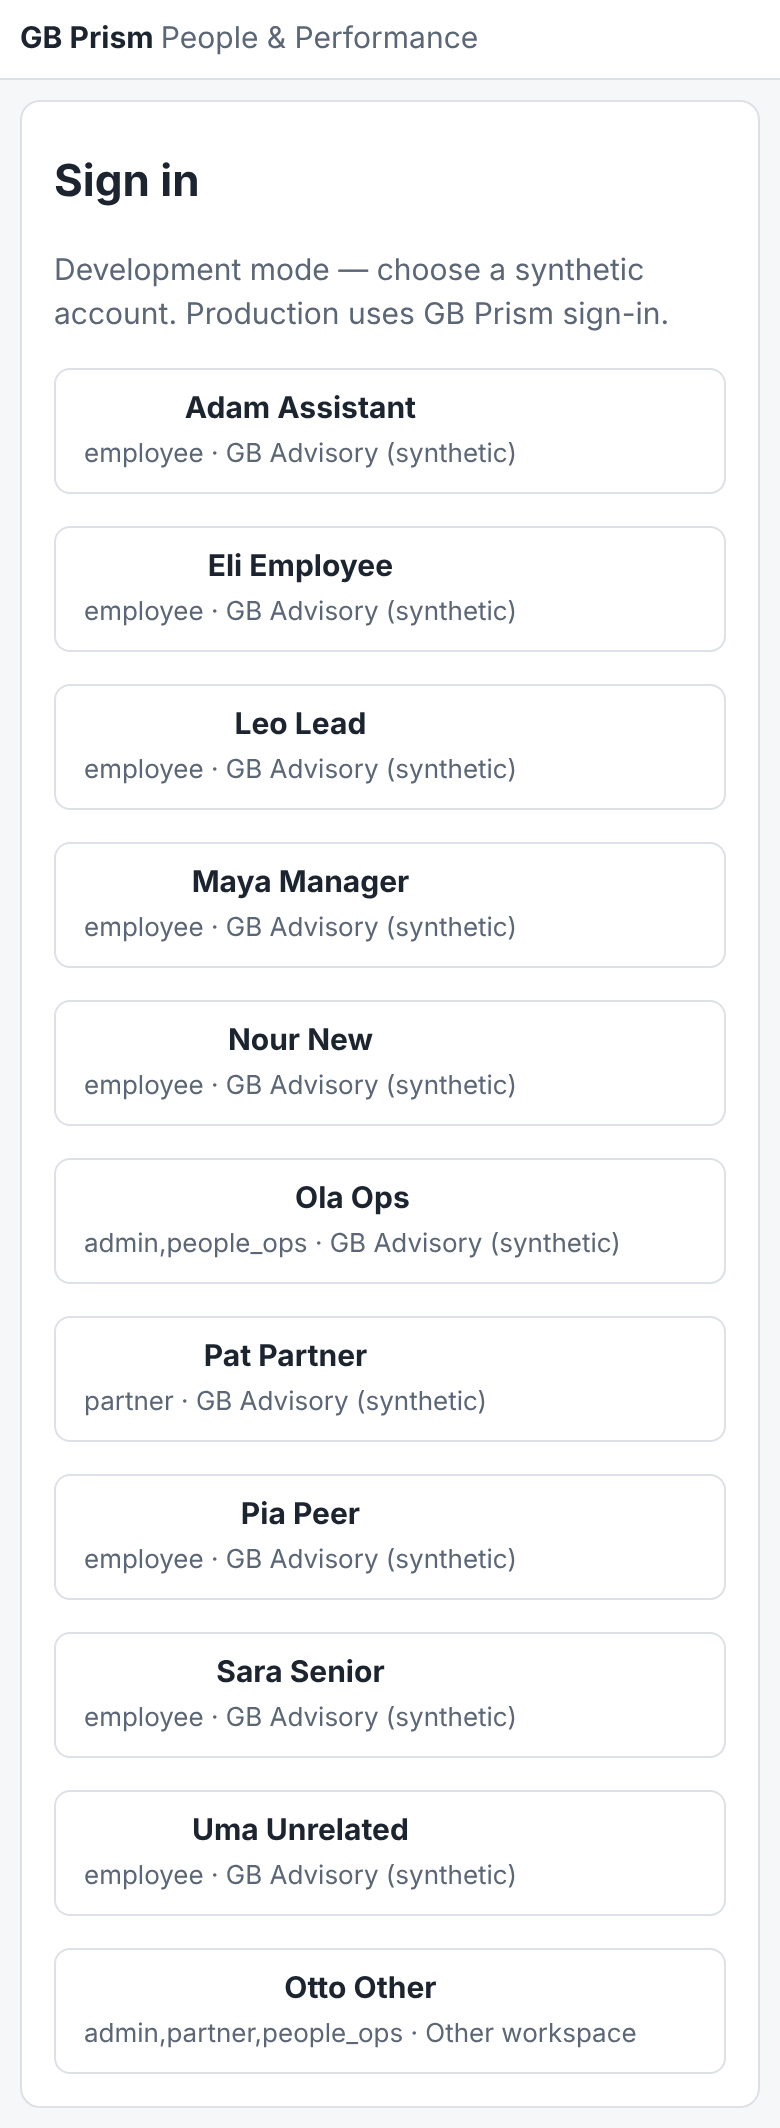 GB Prism People & Performance
Sign in
Development mode — choose a synthetic
account. Production uses GB Prism sign-in.
Adam Assistant
employee · GB Advisory (synthetic)
Eli Employee
employee · GB Advisory (synthetic)
Leo Lead
employee · GB Advisory (synthetic)
Maya Manager
employee · GB Advisory (synthetic)
Nour New
employee · GB Advisory (synthetic)
Ola Ops
admin,people_ops · GB Advisory (synthetic)
Pat Partner
partner · GB Advisory (synthetic)
Pia Peer
employee · GB Advisory (synthetic)
Sara Senior
employee · GB Advisory (synthetic)
Uma Unrelated
employee · GB Advisory (synthetic)
Otto Other
admin,partner,people_ops · Other workspace